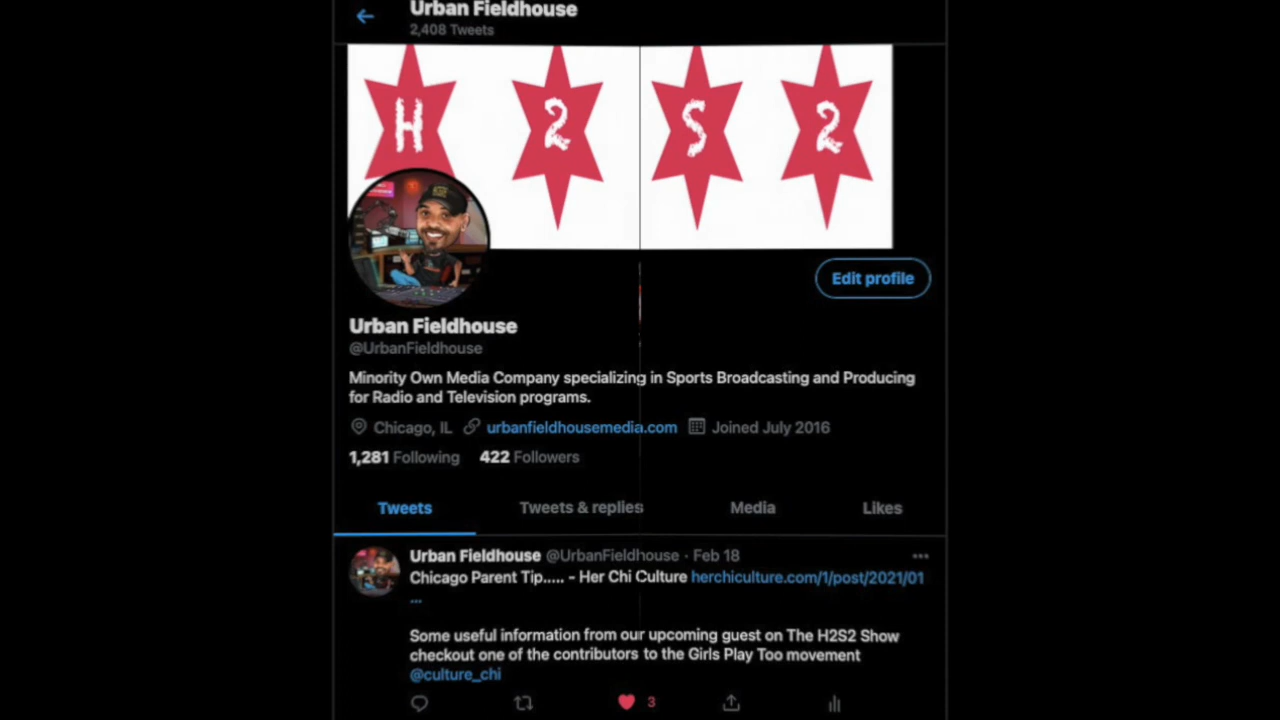 Urban Fieldhouse
2,408 Tweets
H 2 S 2
Edit profile
Urban Fieldhouse
@UrbanFieldhouse
Minority Own Media Company specializing in Sports Broadcasting and Producing
for Radio and Television programs.
Chicago, IL urbanfieldhousemedia.com Joined July 2016
1,281 Following 422 Followers
Tweets Tweets & replies Media Likes
Urban Fieldhouse @UrbanFieldhouse · Feb 18 ...
Chicago Parent Tip..... - Her Chi Culture herchiculture.com/1/post/2021/01
...
Some useful information from our upcoming guest on The H2S2 Show
checkout one of the contributors to the Girls Play Too movement
@culture_chi
3